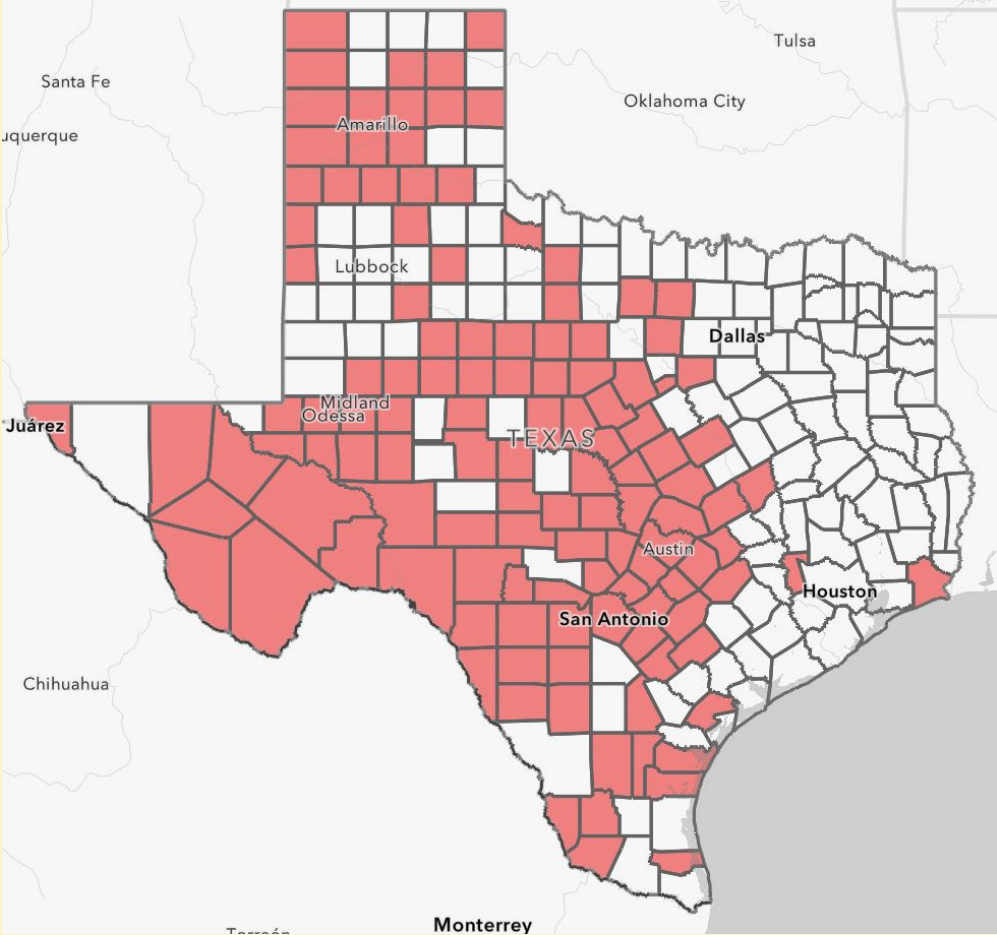 Tulsa
Santa Fe
Oklahoma City
uquerque
Amarillo
Lubbock
Dallas
Midland
Odessa
Juárez
TEXAS
Austin
Houston
San Antonio
Chihuahua
Monterrey